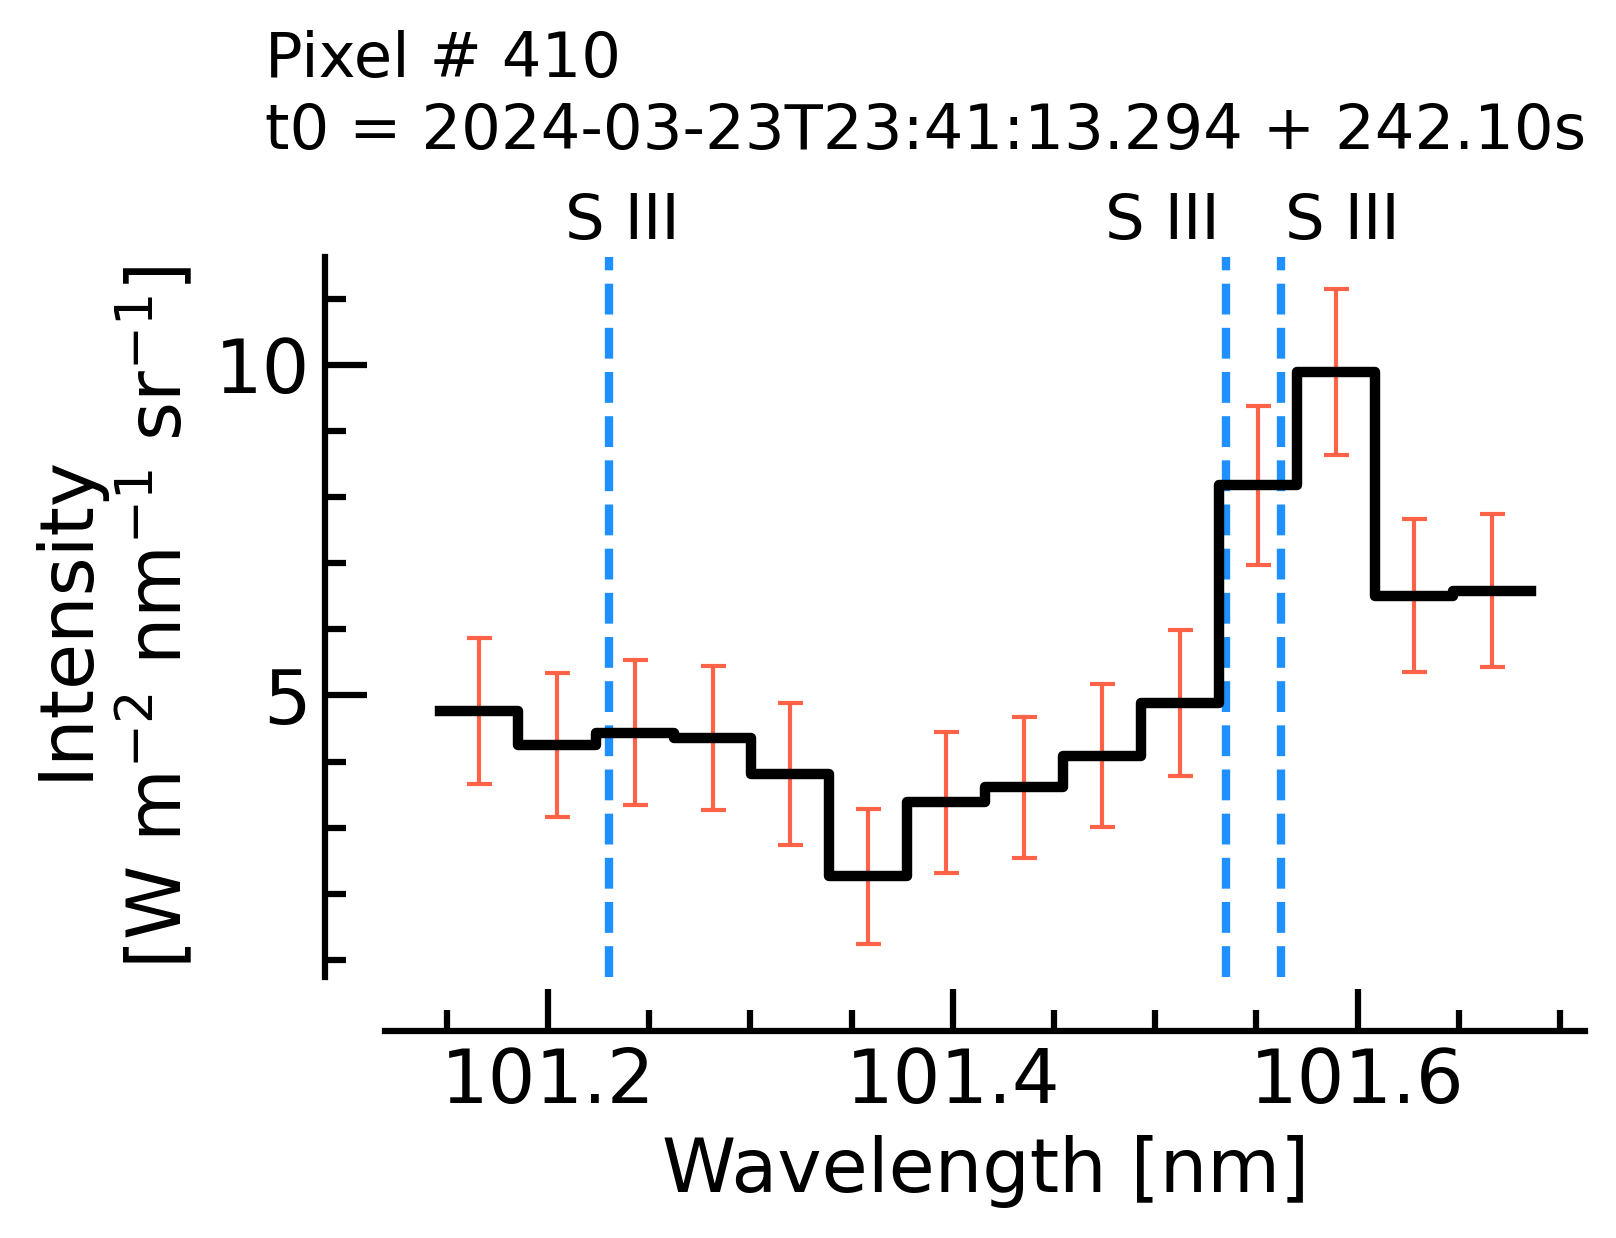 Pixel # 410
t0 = 2024-03-23T23:41:13.294 + 242.10s
S III S III S III
Intensity
[W m⁻² nm⁻¹ sr⁻¹]
10
5
101.2 101.4 101.6
Wavelength [nm]